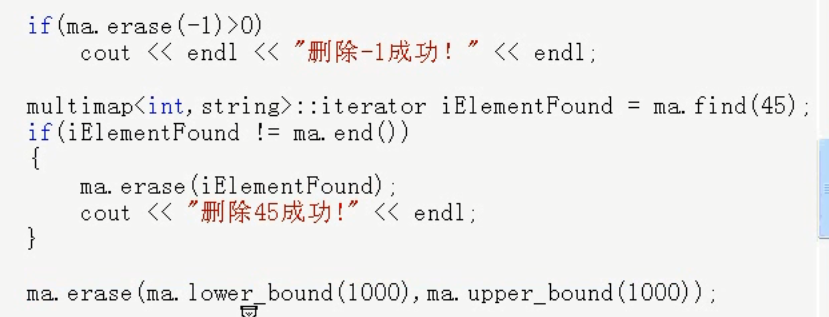 if(ma.erase(-1)>0)
cout << endl << "删除-1成功! " << endl;
multimap<int,string>::iterator iElementFound = ma.find(45);
if(iElementFound != ma.end())
{
ma.erase(iElementFound);
cout << "删除45成功!" << endl;
}
ma.erase(ma.lower_bound(1000),ma.upper_bound(1000));